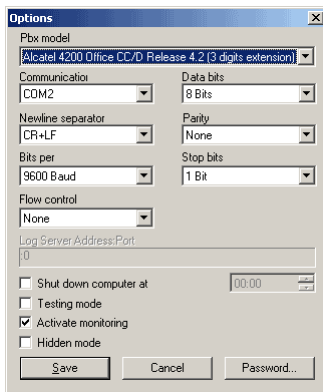 Options
Pbx model
Alcatel 4200 Office CC/D Release 4.2 (3 digits extension)
Communication Data bits
COM2 8 Bits
Newline separator Parity
CR+LF None
Bits per Stop bits
9600 Baud 1 Bit
Flow control
None
Log Server Address:Port
:0
Shut down computer at 00:00
Testing mode
Activate monitoring
Hidden mode
Save Cancel Password...